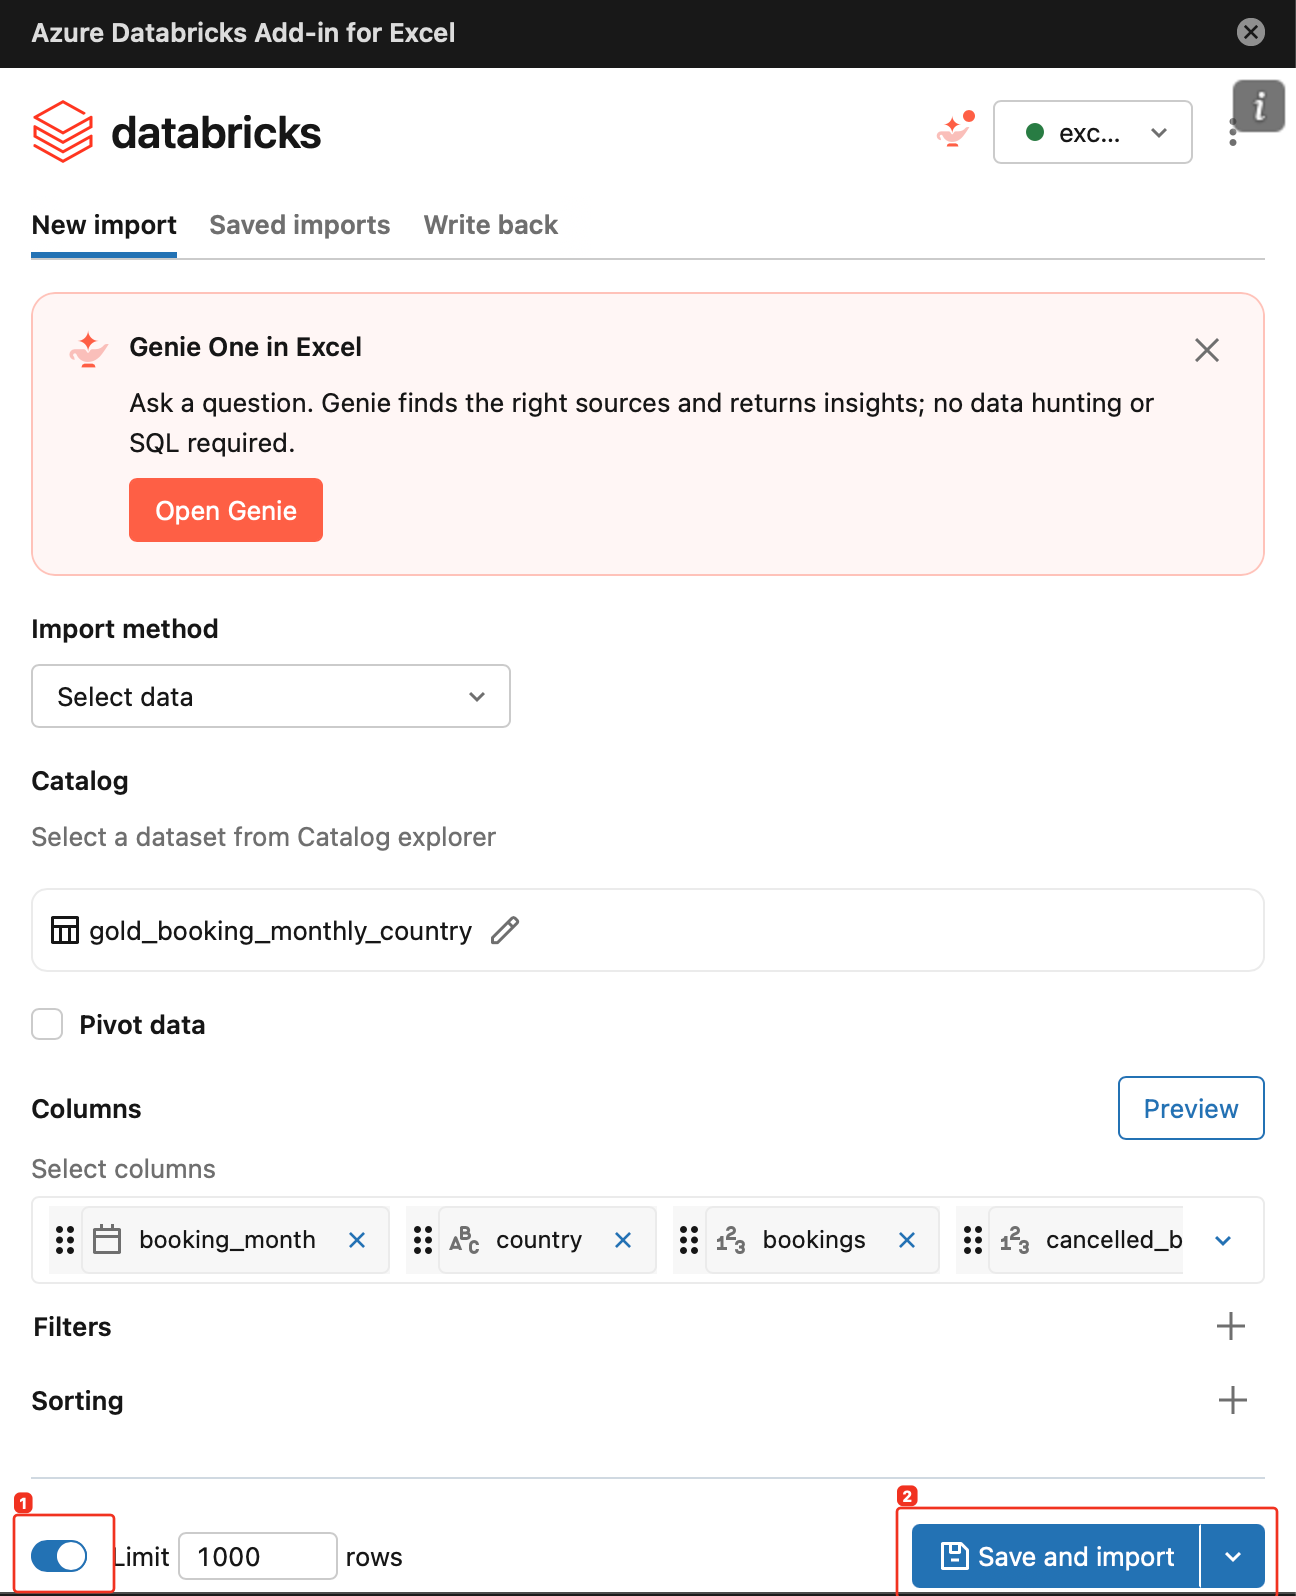 Azure Databricks Add-in for Excel
databricks
exc...
i
New import
Saved imports
Write back
Genie One in Excel
Ask a question. Genie finds the right sources and returns insights; no data hunting or
SQL required.
Open Genie
Import method
Select data
Catalog
Select a dataset from Catalog explorer
gold_booking_monthly_country
Pivot data
Columns
Preview
Select columns
booking_month
ABC country
123 bookings
123 cancelled_b
Filters
Sorting
1
2
Limit 1000 rows
Save and import